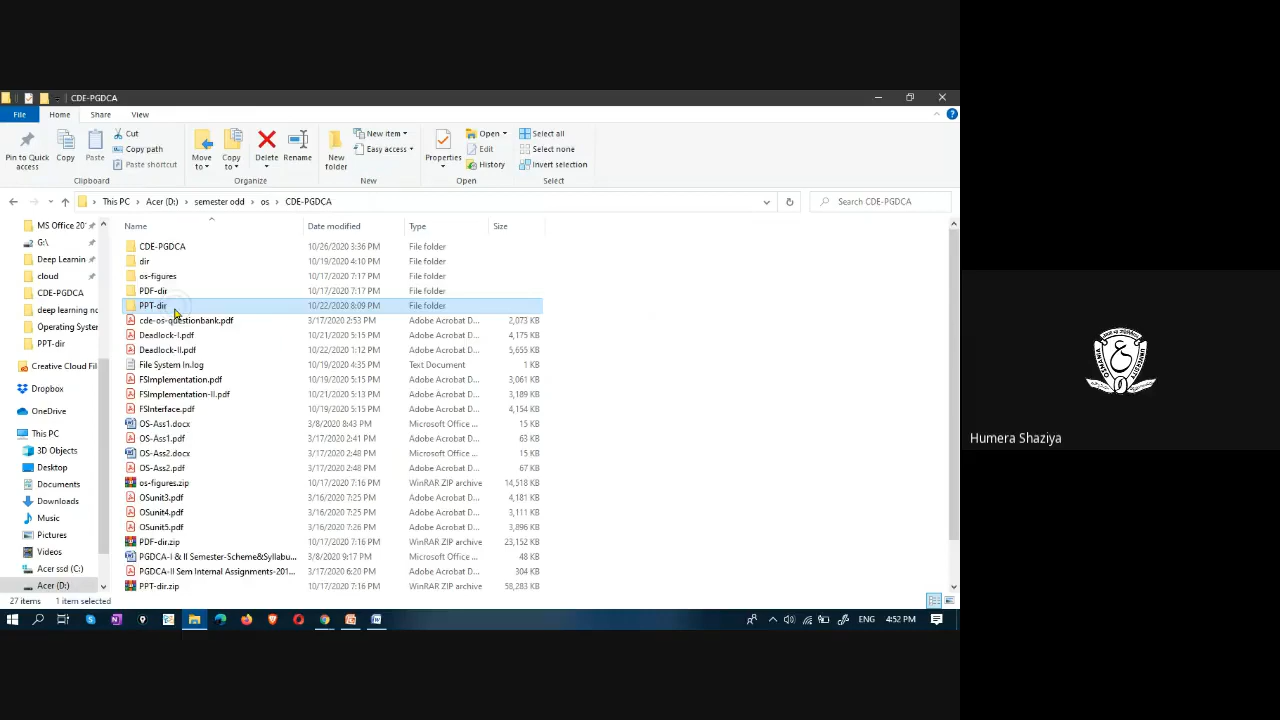 CDE-PGDCA
File Home Share View
Pin to Quick access
Copy
Paste
Cut
Copy path
Paste shortcut
Clipboard
Move to
Copy to
Delete
Rename
Organize
New folder
New item
Easy access
New
Properties
Open
Edit
History
Open
Select all
Select none
Invert selection
Select
This PC > Acer (D:) > semester odd > os > CDE-PGDCA
Search CDE-PGDCA
MS Office 20
G:\
Deep Learnin
cloud
CDE-PGDCA
deep learning no
Operating System
PPT-dir
Creative Cloud Fil
Dropbox
OneDrive
This PC
3D Objects
Desktop
Documents
Downloads
Music
Pictures
Videos
Acer ssd (C:)
Acer (D:)
Name Date modified Type Size
CDE-PGDCA 10/26/2020 3:36 PM File folder
dir 10/19/2020 4:10 PM File folder
os-figures 10/17/2020 7:17 PM File folder
PDF-dir 10/17/2020 7:17 PM File folder
PPT-dir 10/22/2020 8:09 PM File folder
cde-os-questionbank.pdf 3/17/2020 2:53 PM Adobe Acrobat D... 2,073 KB
Deadlock-I.pdf 10/21/2020 5:15 PM Adobe Acrobat D... 4,175 KB
Deadlock-II.pdf 10/22/2020 1:12 PM Adobe Acrobat D... 5,655 KB
File System In.log 10/19/2020 4:35 PM Text Document 1 KB
FSImplementation.pdf 10/19/2020 5:15 PM Adobe Acrobat D... 3,061 KB
FSImplementation-II.pdf 10/21/2020 5:13 PM Adobe Acrobat D... 3,189 KB
FSInterface.pdf 10/19/2020 5:15 PM Adobe Acrobat D... 4,154 KB
OS-Ass1.docx 3/8/2020 8:43 PM Microsoft Office ... 15 KB
OS-Ass1.pdf 3/17/2020 2:41 PM Adobe Acrobat D... 63 KB
OS-Ass2.docx 3/17/2020 2:48 PM Microsoft Office ... 15 KB
OS-Ass2.pdf 3/17/2020 2:48 PM Adobe Acrobat D... 67 KB
os-figures.zip 10/17/2020 7:16 PM WinRAR ZIP archive 14,518 KB
OSunit3.pdf 3/16/2020 7:25 PM Adobe Acrobat D... 4,181 KB
OSunit4.pdf 3/16/2020 7:25 PM Adobe Acrobat D... 3,111 KB
OSunit5.pdf 3/16/2020 7:26 PM Adobe Acrobat D... 3,896 KB
PDF-dir.zip 10/17/2020 7:16 PM WinRAR ZIP archive 23,152 KB
PGDCA-I & II Semester-Scheme&Syllabu... 3/8/2020 9:17 PM Microsoft Office ... 48 KB
PGDCA-II Sem Internal Assignments-201... 3/17/2020 6:20 PM Adobe Acrobat D... 304 KB
PPT-dir.zip 10/17/2020 7:16 PM WinRAR ZIP archive 58,283 KB
27 items 1 item selected
ENG 4:52 PM
Humera Shaziya